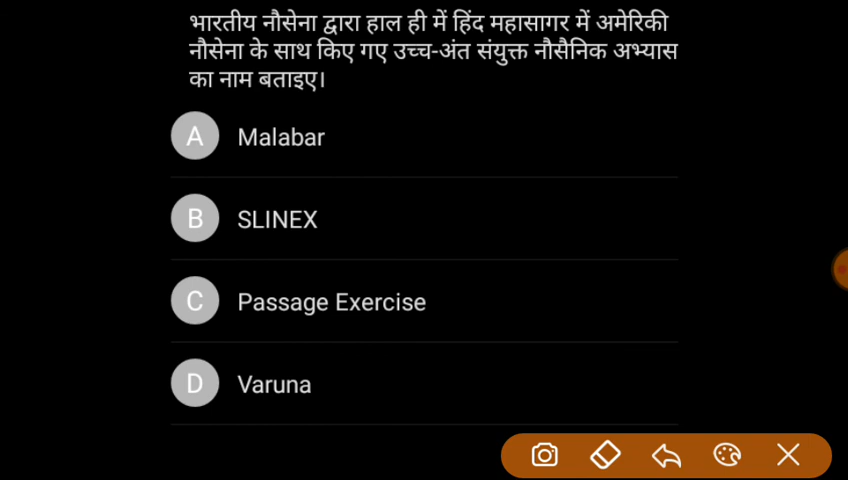 भारतीय नौसेना द्वारा हाल ही में हिंद महासागर में अमेरिकी
नौसेना के साथ किए गए उच्च-अंत संयुक्त नौसैनिक अभ्यास
का नाम बताइए।
A Malabar
B SLINEX
C Passage Exercise
D Varuna